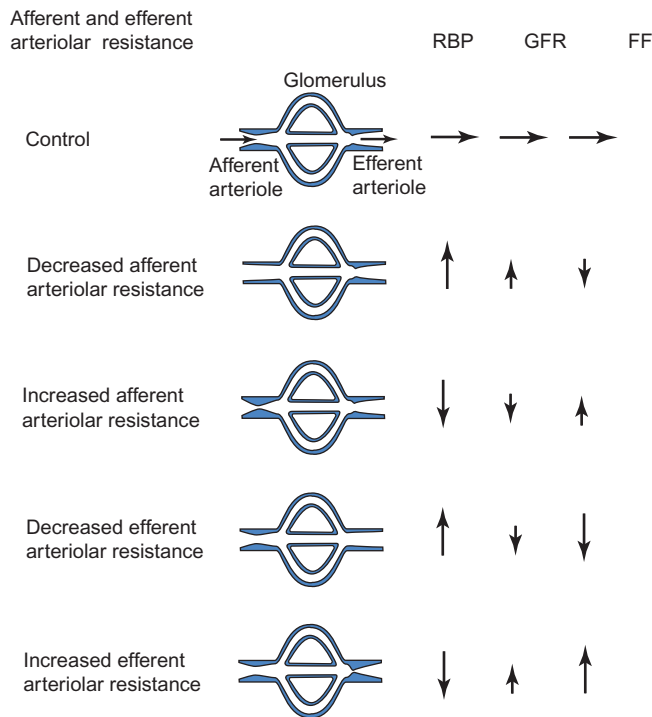 Afferent and efferent
arteriolar resistance
RBP GFR FF
Glomerulus
Control
Afferent
arteriole
Efferent
arteriole
Decreased afferent
arteriolar resistance
Increased afferent
arteriolar resistance
Decreased efferent
arteriolar resistance
Increased efferent
arteriolar resistance